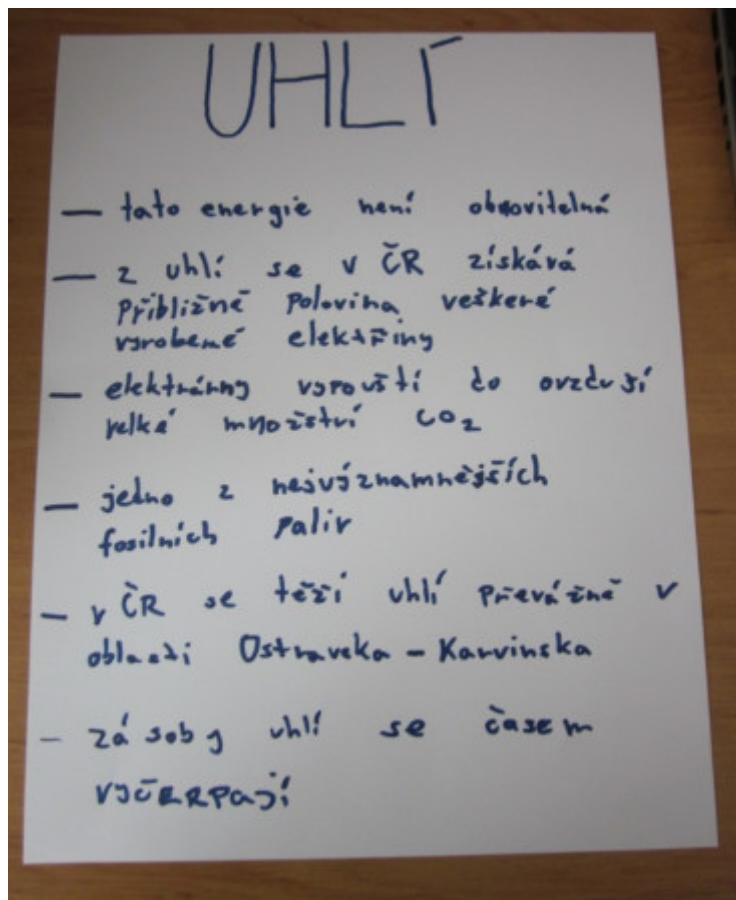 UHLÍ
— tato energie není obnovitelná
— z uhlí se v ČR získává
přibližně polovina veškeré
vyrobené elektřiny
— elektrárny vypouští do ovzduší
velké množství CO₂
— jedno z nejvýznamnějších
fosilních paliv
— v ČR se těží uhlí převážně v
oblasti Ostravska – Karvinska
– zásoby uhlí se časem
vyčERPají